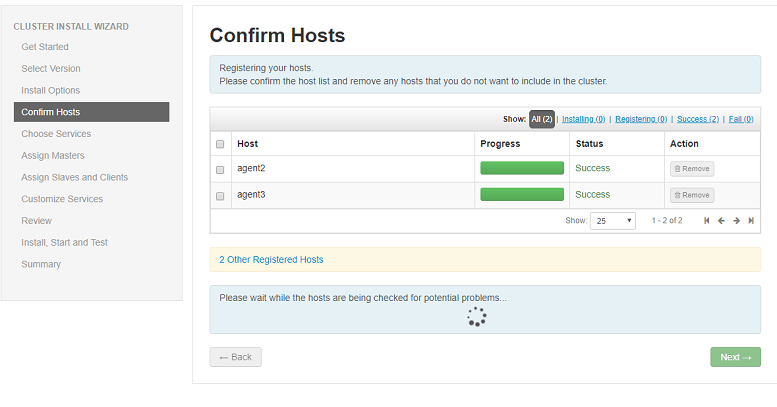 CLUSTER INSTALL WIZARD
Get Started
Select Version
Install Options
Confirm Hosts
Choose Services
Assign Masters
Assign Slaves and Clients
Customize Services
Review
Install, Start and Test
Summary
Confirm Hosts
Registering your hosts.
Please confirm the host list and remove any hosts that you do not want to include in the cluster.
Show: All (2) | Installing (0) | Registering (0) | Success (2) | Fail (0)
Host Progress Status Action
agent2 Success Remove
agent3 Success Remove
Show: 25 1 - 2 of 2
2 Other Registered Hosts
Please wait while the hosts are being checked for potential problems...
← Back Next →